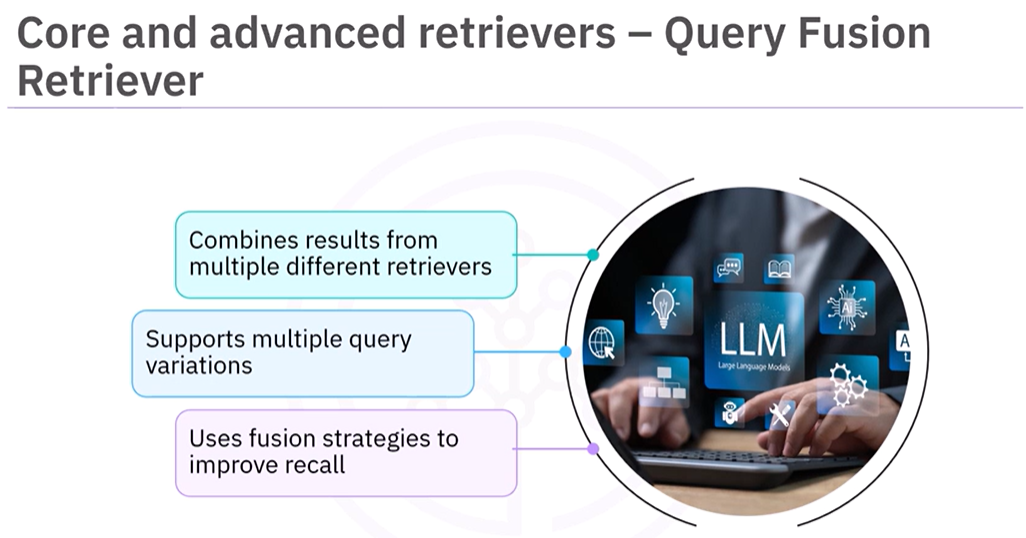 Core and advanced retrievers – Query Fusion
Retriever
Combines results from
multiple different retrievers
Supports multiple query
variations
Uses fusion strategies to
improve recall
LLM
Large Language Models
Ai
A